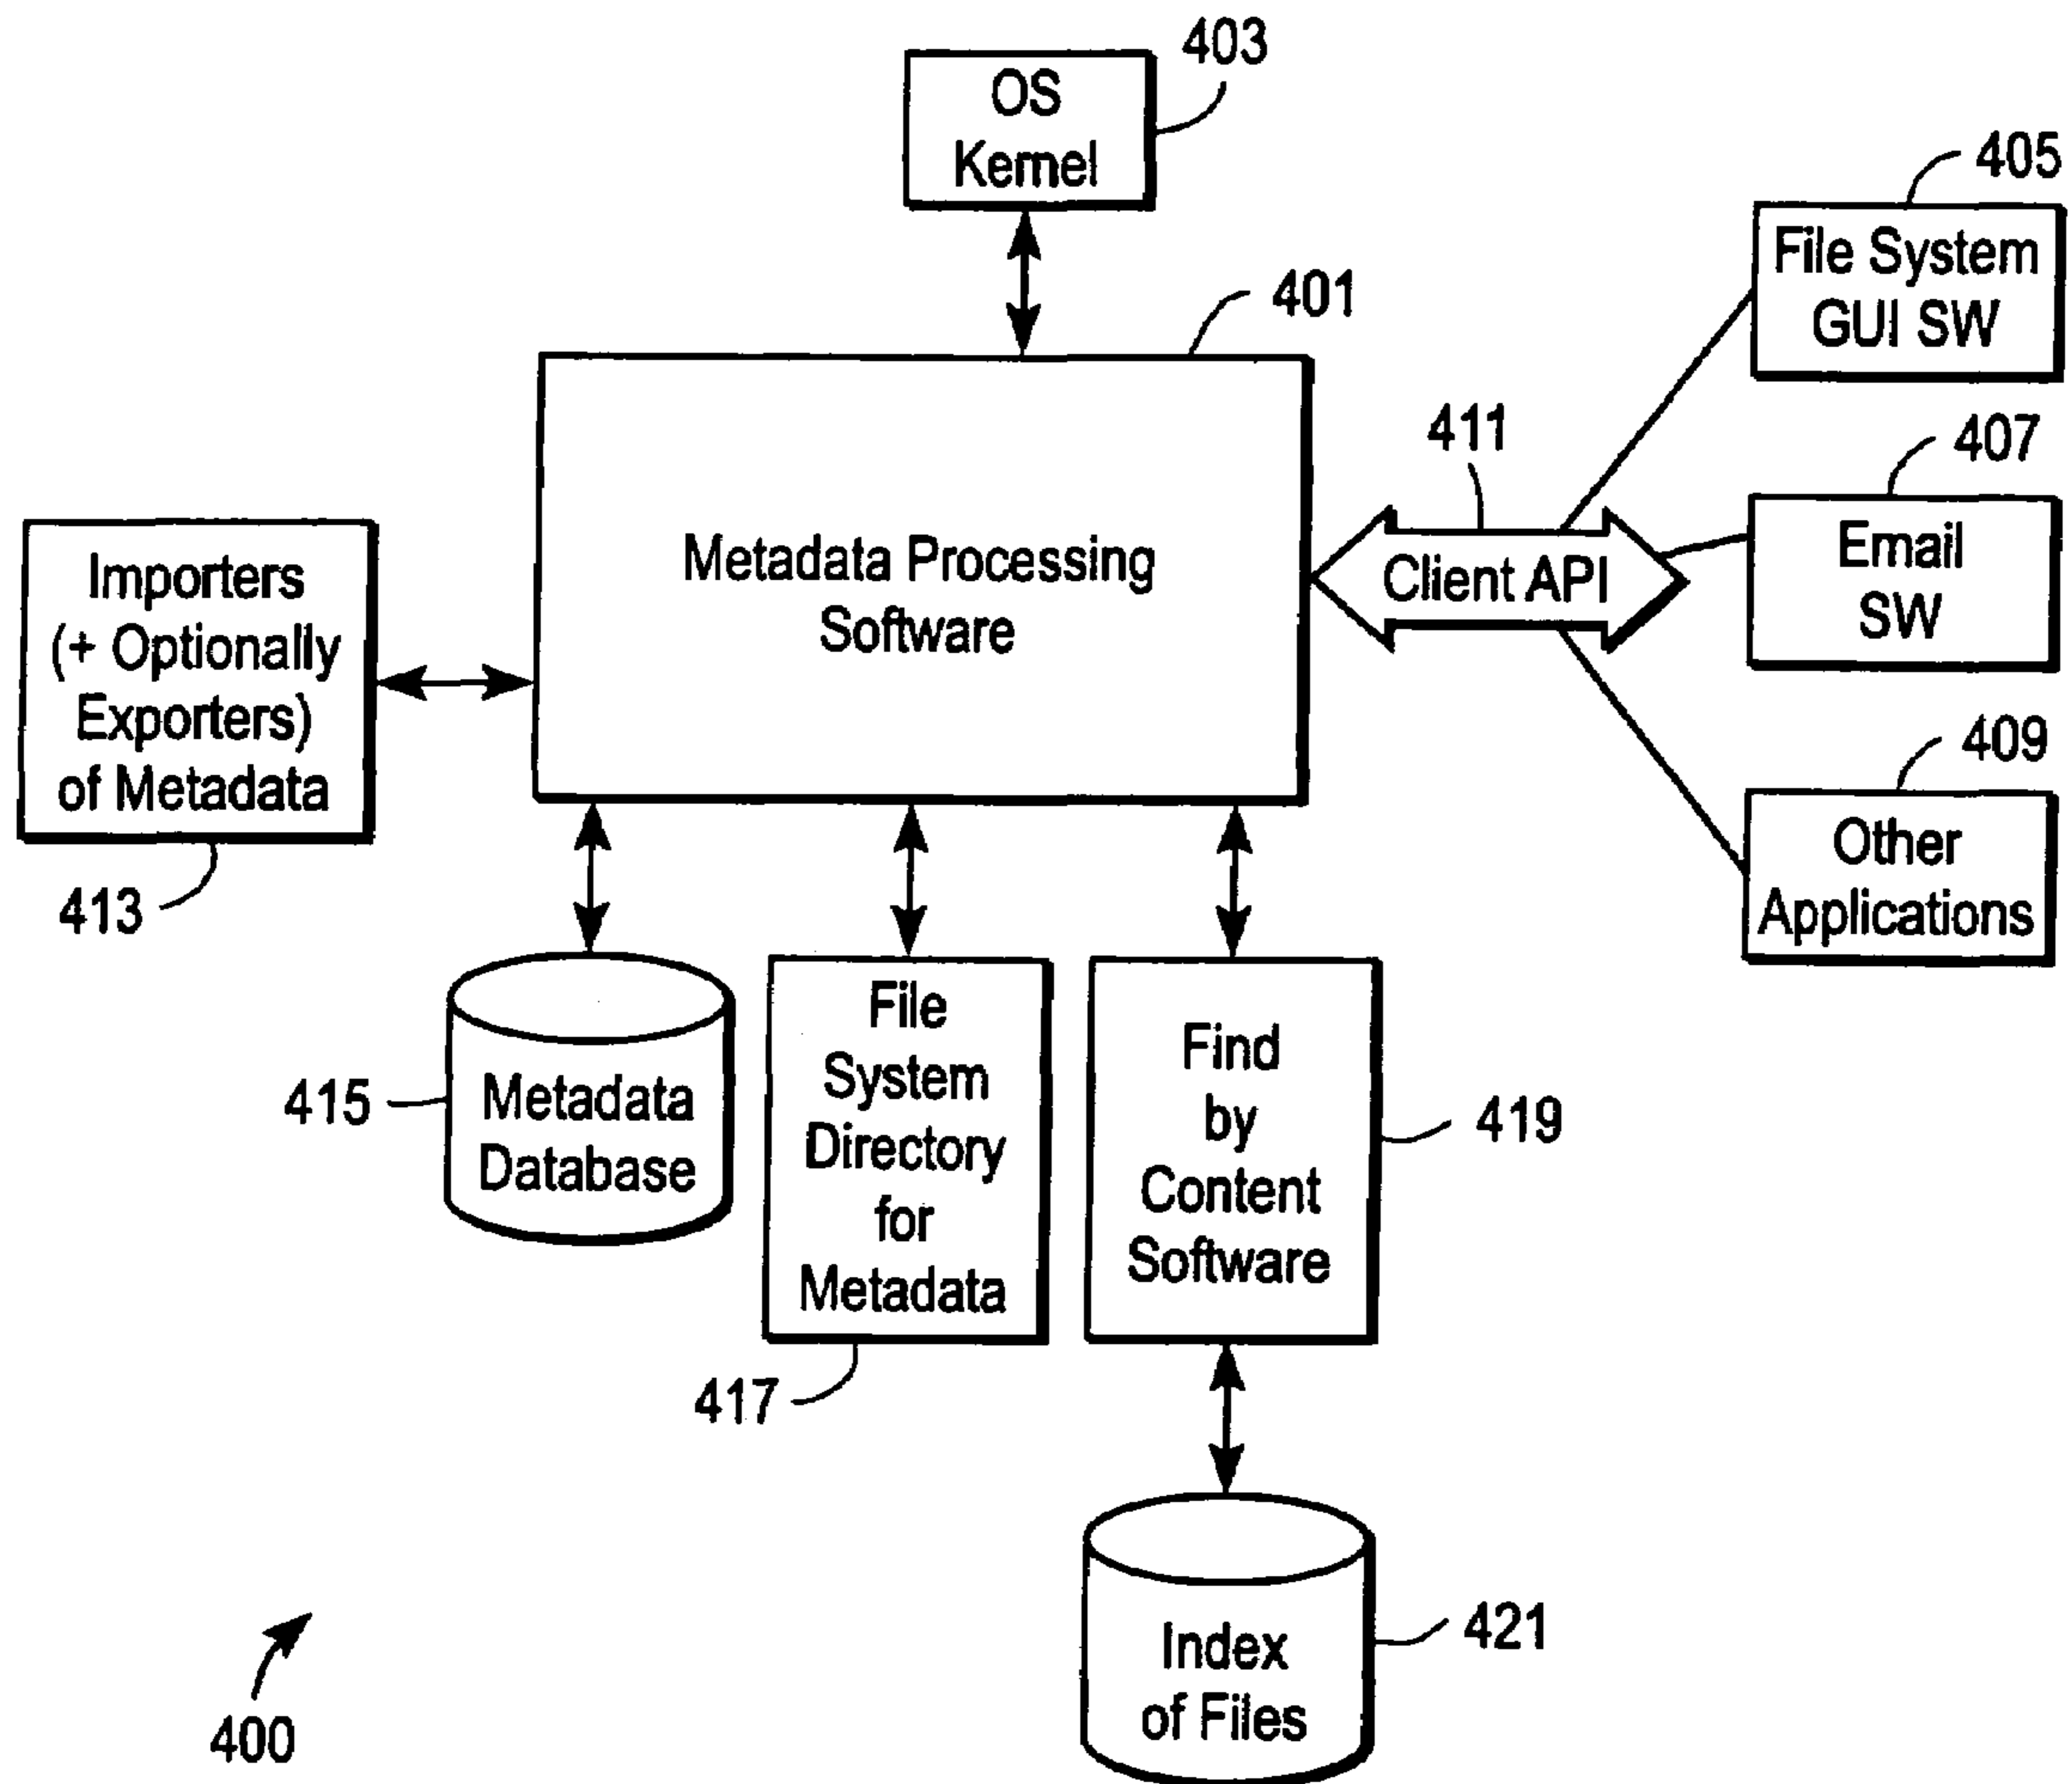 403
OS
Kernel
405
File System
GUI SW
401
411
407
Client API
Email
SW
Metadata Processing
Software
Importers
(+ Optionally
Exporters)
of Metadata
413
409
Other
Applications
415
Metadata
Database
File
System
Directory
for
Metadata
417
Find
by
Content
Software
419
Index
of Files
421
400